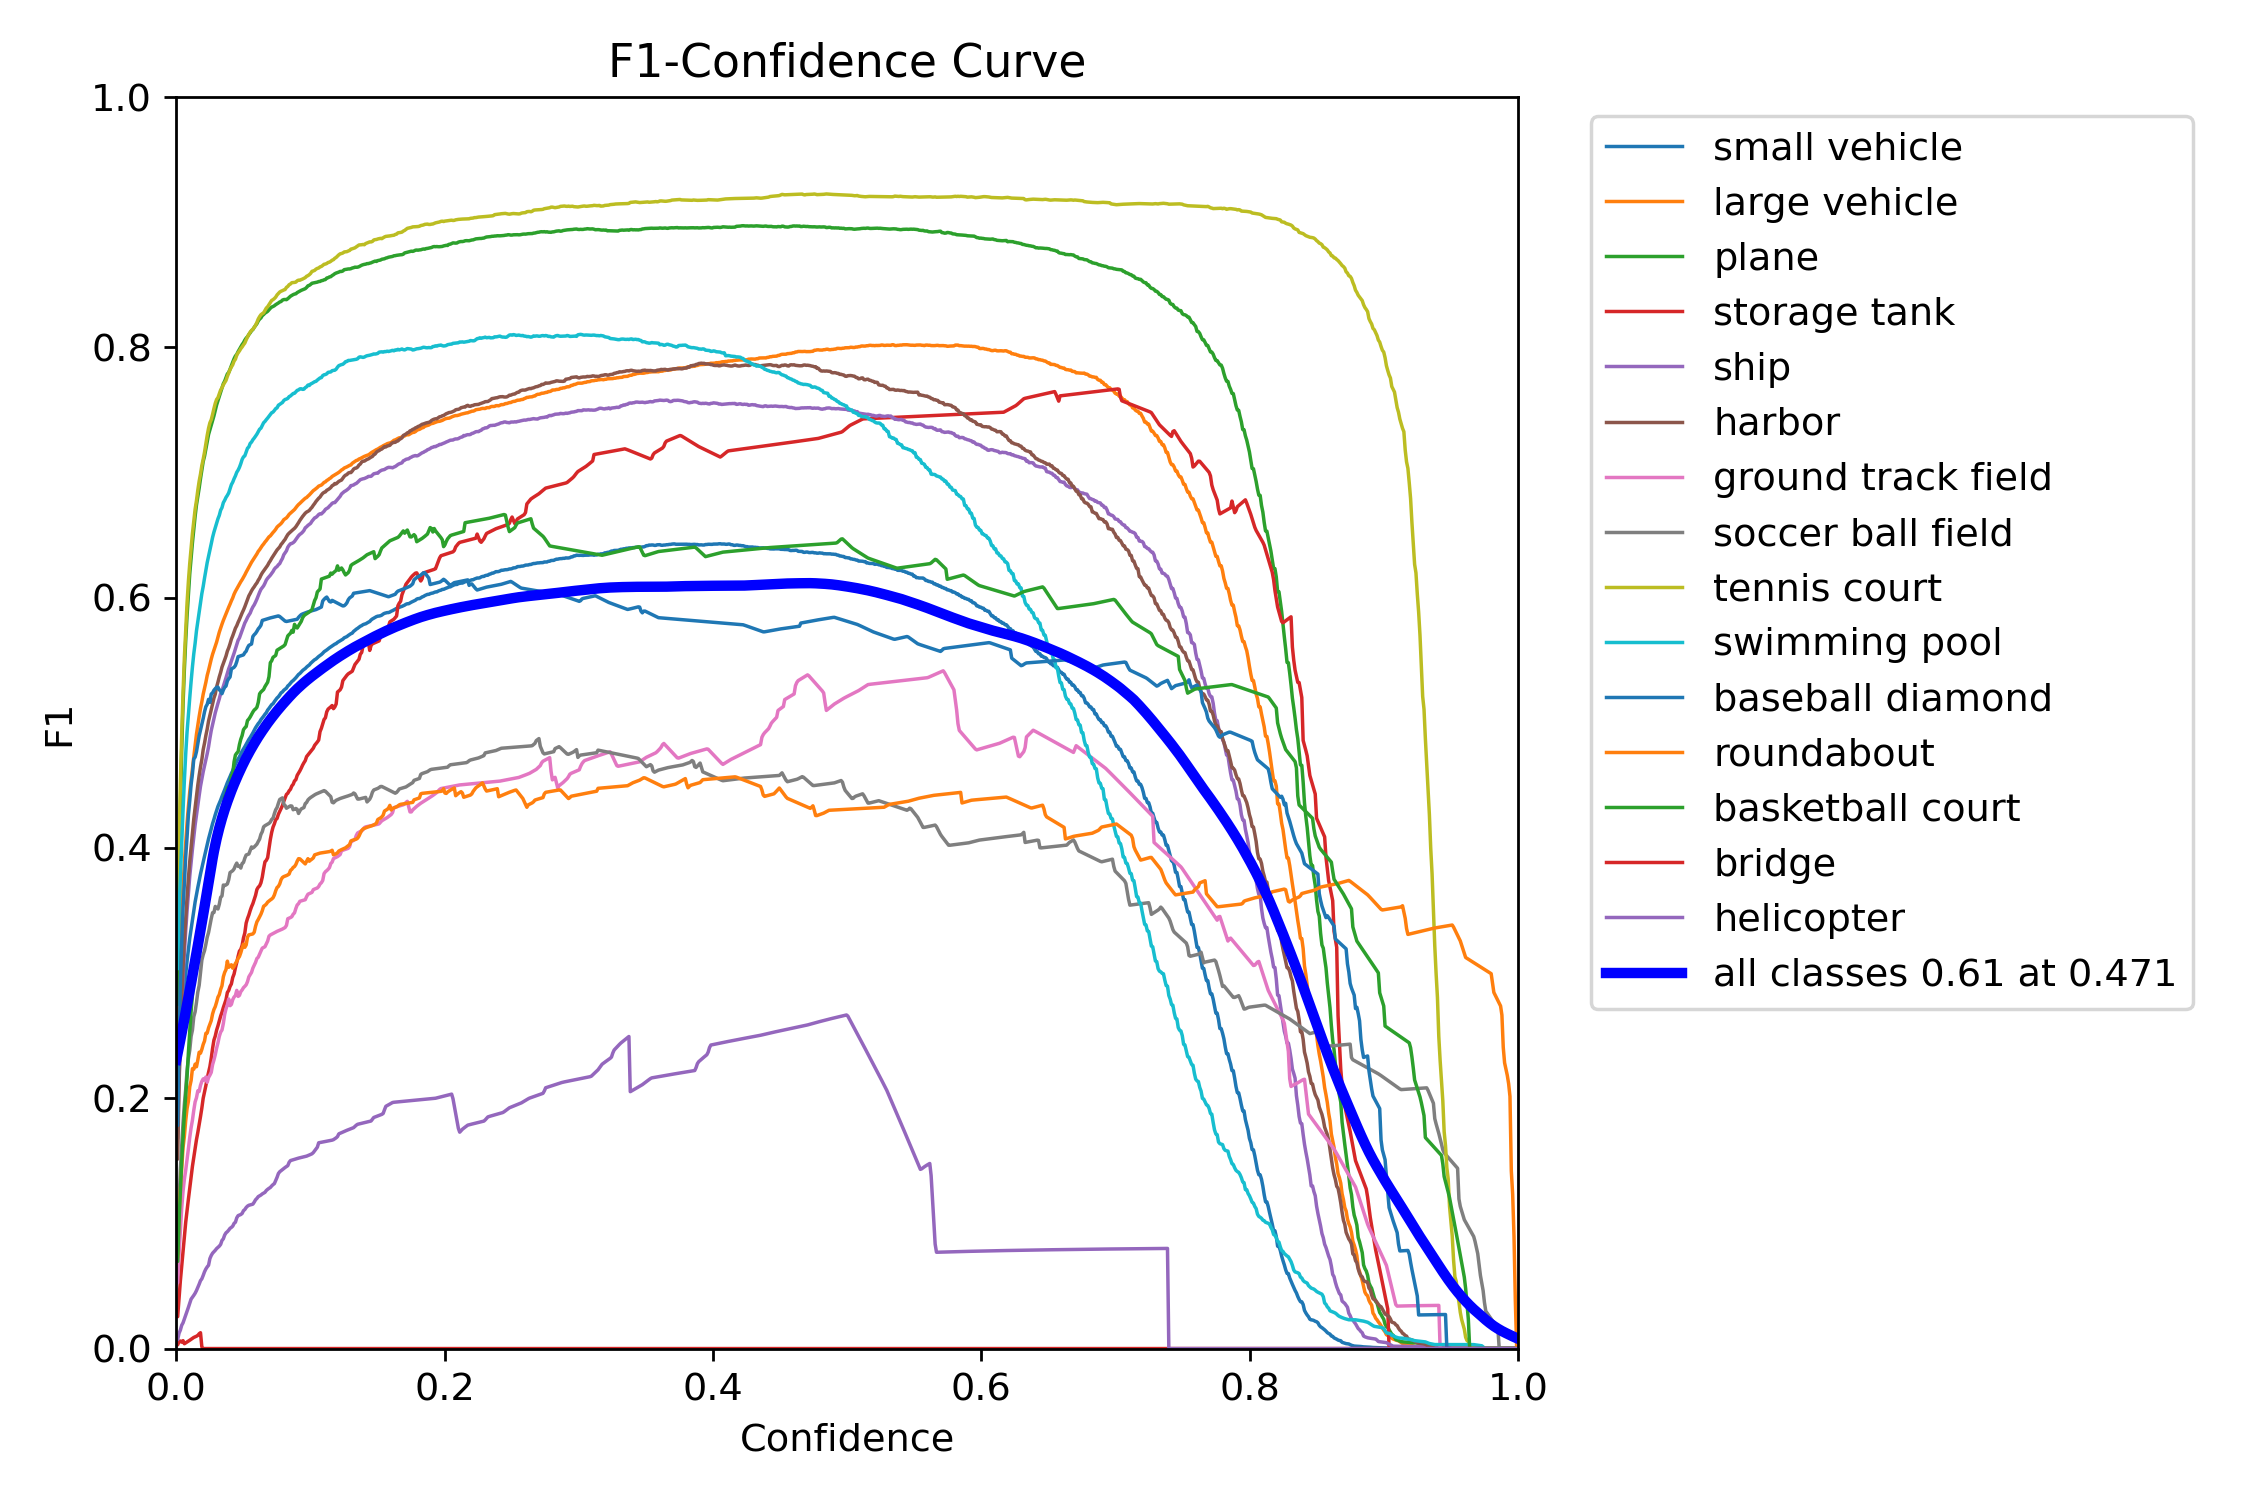 F1-Confidence Curve
1.0
0.8
0.6
0.4
0.2
0.0
F1
0.0 0.2 0.4 0.6 0.8 1.0
Confidence
small vehicle
large vehicle
plane
storage tank
ship
harbor
ground track field
soccer ball field
tennis court
swimming pool
baseball diamond
roundabout
basketball court
bridge
helicopter
all classes 0.61 at 0.471